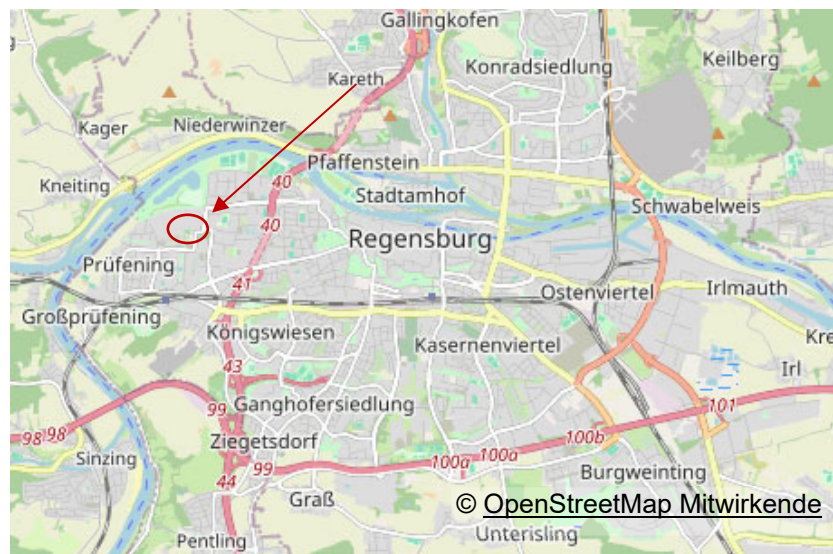 Gallingkofen
Keilberg
Konradsiedlung
Kareth
Kager
Niederwinzer
Pfaffenstein
40
Kneiting
Stadtamhof
Schwabelweis
40
Regensburg
Prüfening
41
Ostenviertel
Irlmauth
Großprüfening
Königswiesen
Kasernenviertel
Kre
43
Irl
99
Ganghofersiedlung
101
98 98
Ziegetsdorf
100b
Sinzing
99
100a
100a
44
Burgweinting
Graß
© OpenStreetMap Mitwirkende
Pentling
Unterisling